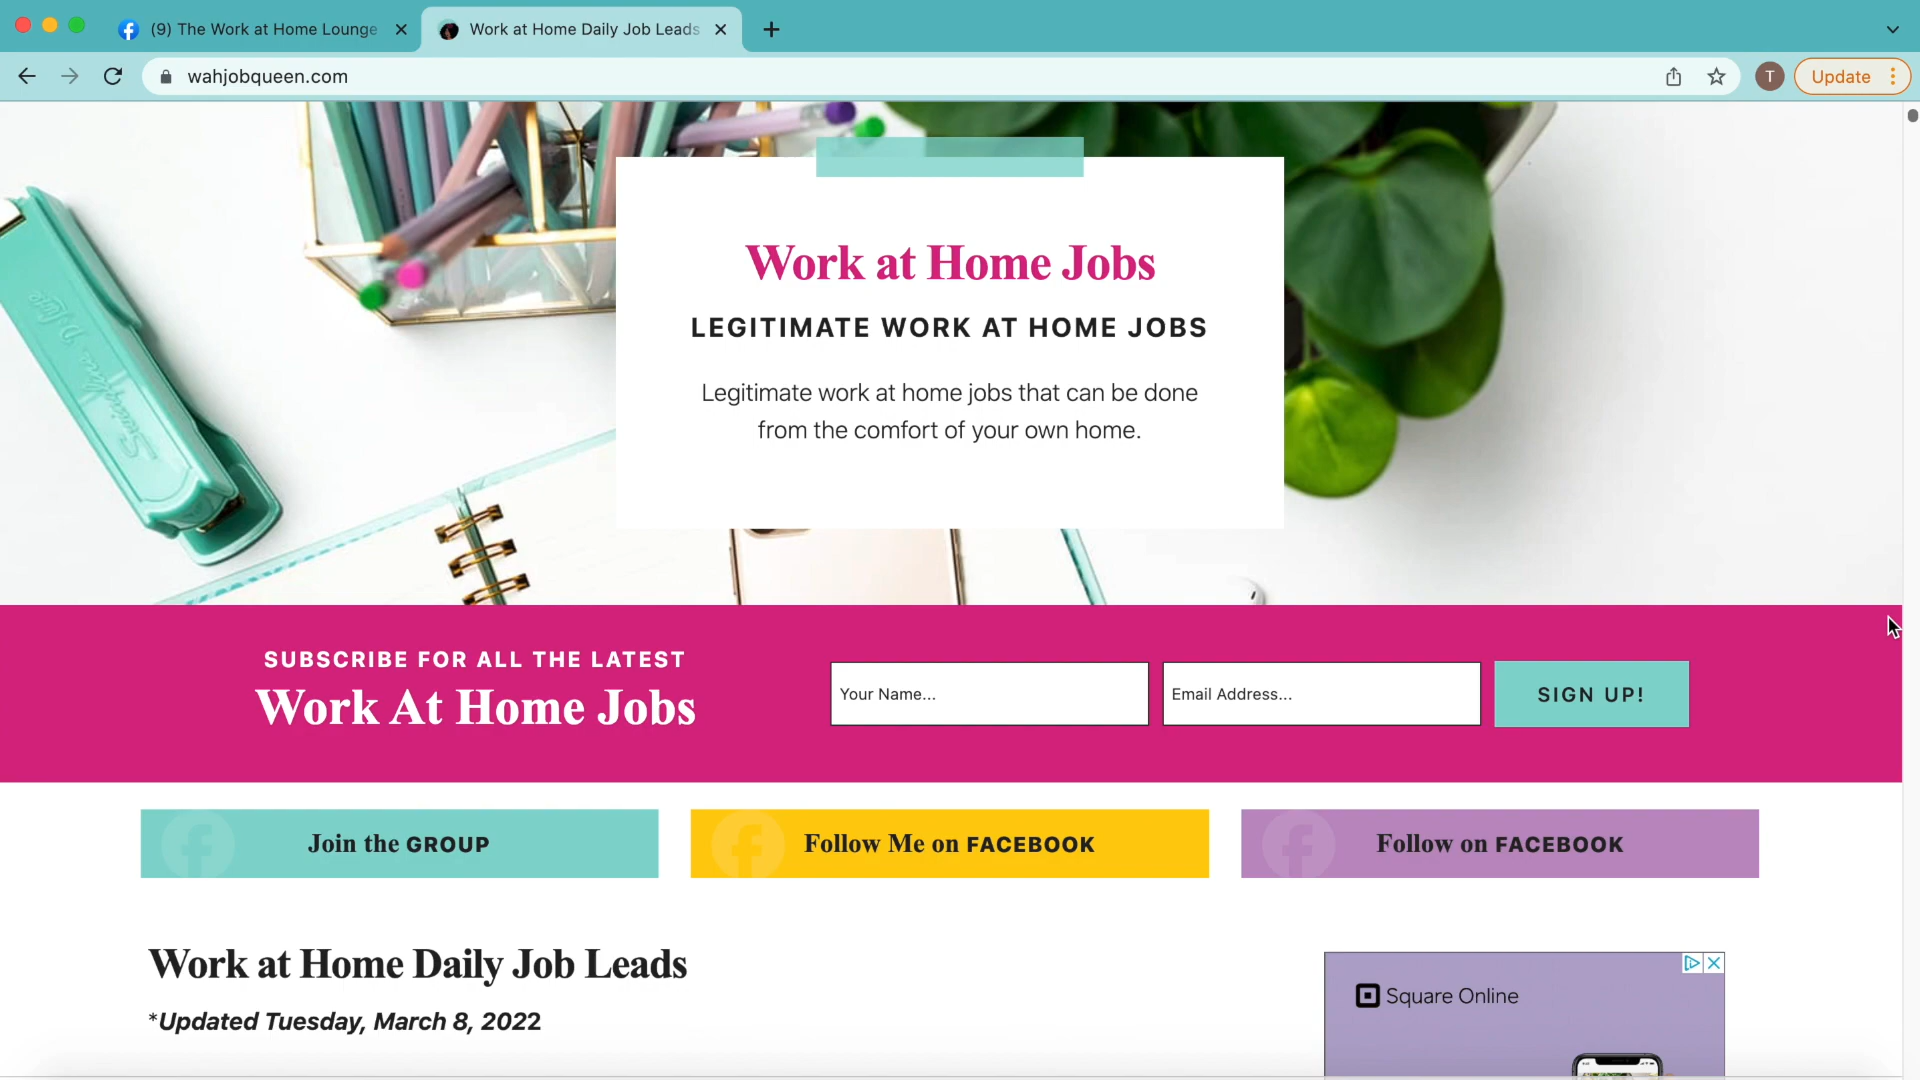 (9) The Work at Home Lounge
Work at Home Daily Job Leads
wahjobqueen.com
T
Update
Work at Home Jobs
LEGITIMATE WORK AT HOME JOBS
Legitimate work at home jobs that can be done
from the comfort of your own home.
SUBSCRIBE FOR ALL THE LATEST
Work At Home Jobs
Your Name...
Email Address...
SIGN UP!
Join the GROUP
Follow Me on FACEBOOK
Follow on FACEBOOK
Work at Home Daily Job Leads
*Updated Tuesday, March 8, 2022
Square Online